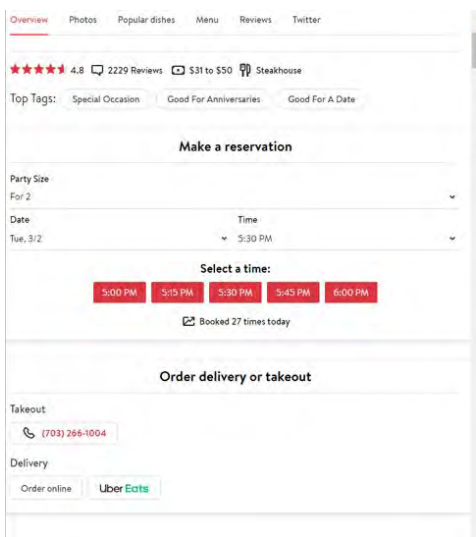 Overview Photos Popular dishes Menu Reviews Twitter
4.8 2229 Reviews $31 to $50 Steakhouse
Top Tags: Special Occasion Good For Anniversaries Good For A Date
Make a reservation
Party Size
For 2
Date Time
Tue, 3/2 5:30 PM
Select a time:
5:00 PM 5:15 PM 5:30 PM 5:45 PM 6:00 PM
Booked 27 times today
Order delivery or takeout
Takeout
(703) 266-1004
Delivery
Order online Uber Eats